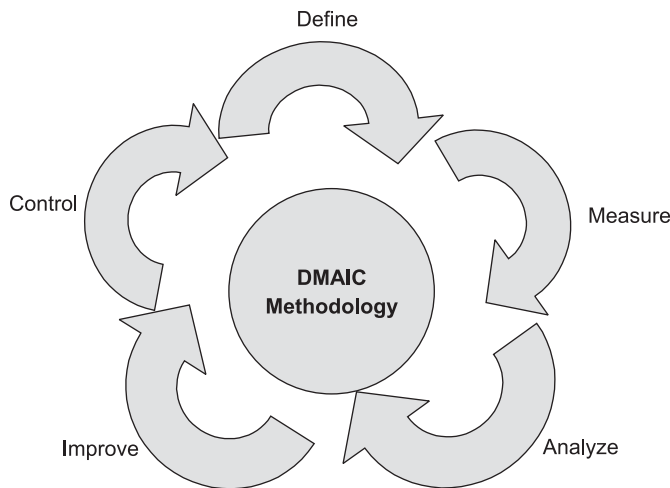 Define
Measure
Analyze
Improve
Control
DMAIC
Methodology